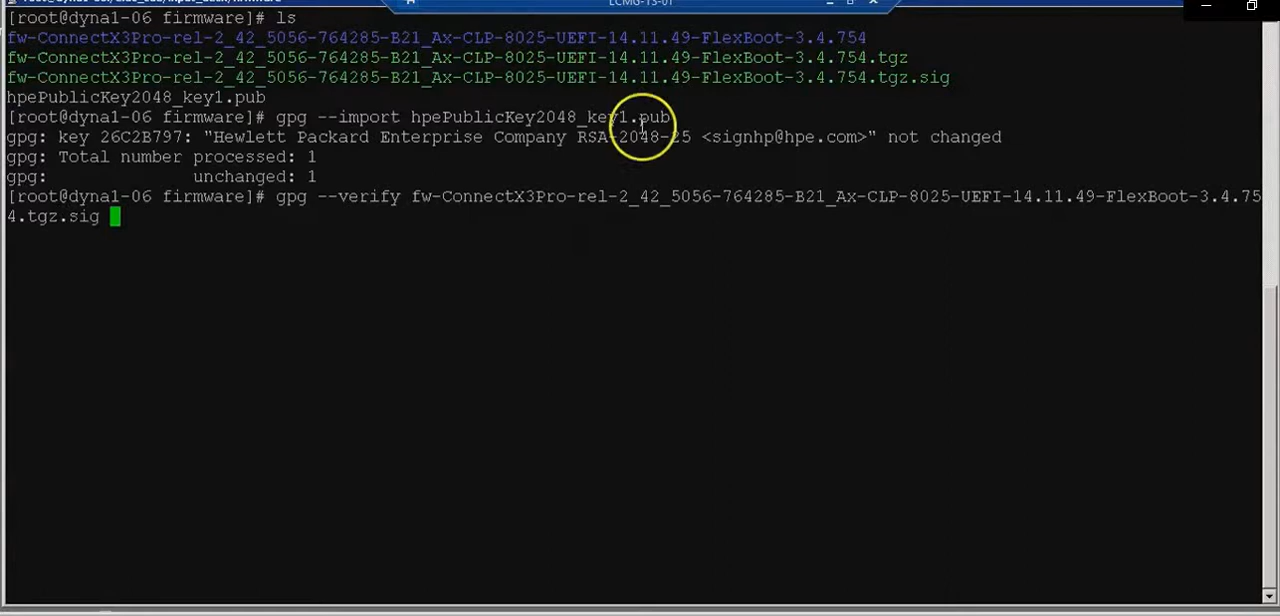 LCMG-TS-01
[root@dyna1-06 firmware]# ls
fw-ConnectX3Pro-rel-2_42_5056-764285-B21_Ax-CLP-8025-UEFI-14.11.49-FlexBoot-3.4.754
fw-ConnectX3Pro-rel-2_42_5056-764285-B21_Ax-CLP-8025-UEFI-14.11.49-FlexBoot-3.4.754.tgz
fw-ConnectX3Pro-rel-2_42_5056-764285-B21_Ax-CLP-8025-UEFI-14.11.49-FlexBoot-3.4.754.tgz.sig
hpePublicKey2048_key1.pub
[root@dyna1-06 firmware]# gpg --import hpePublicKey2048_key1.pub
gpg: key 26C2B797: "Hewlett Packard Enterprise Company RSA-2048-25 <signhp@hpe.com>" not changed
gpg: Total number processed: 1
gpg:              unchanged: 1
[root@dyna1-06 firmware]# gpg --verify fw-ConnectX3Pro-rel-2_42_5056-764285-B21_Ax-CLP-8025-UEFI-14.11.49-FlexBoot-3.4.75
4.tgz.sig